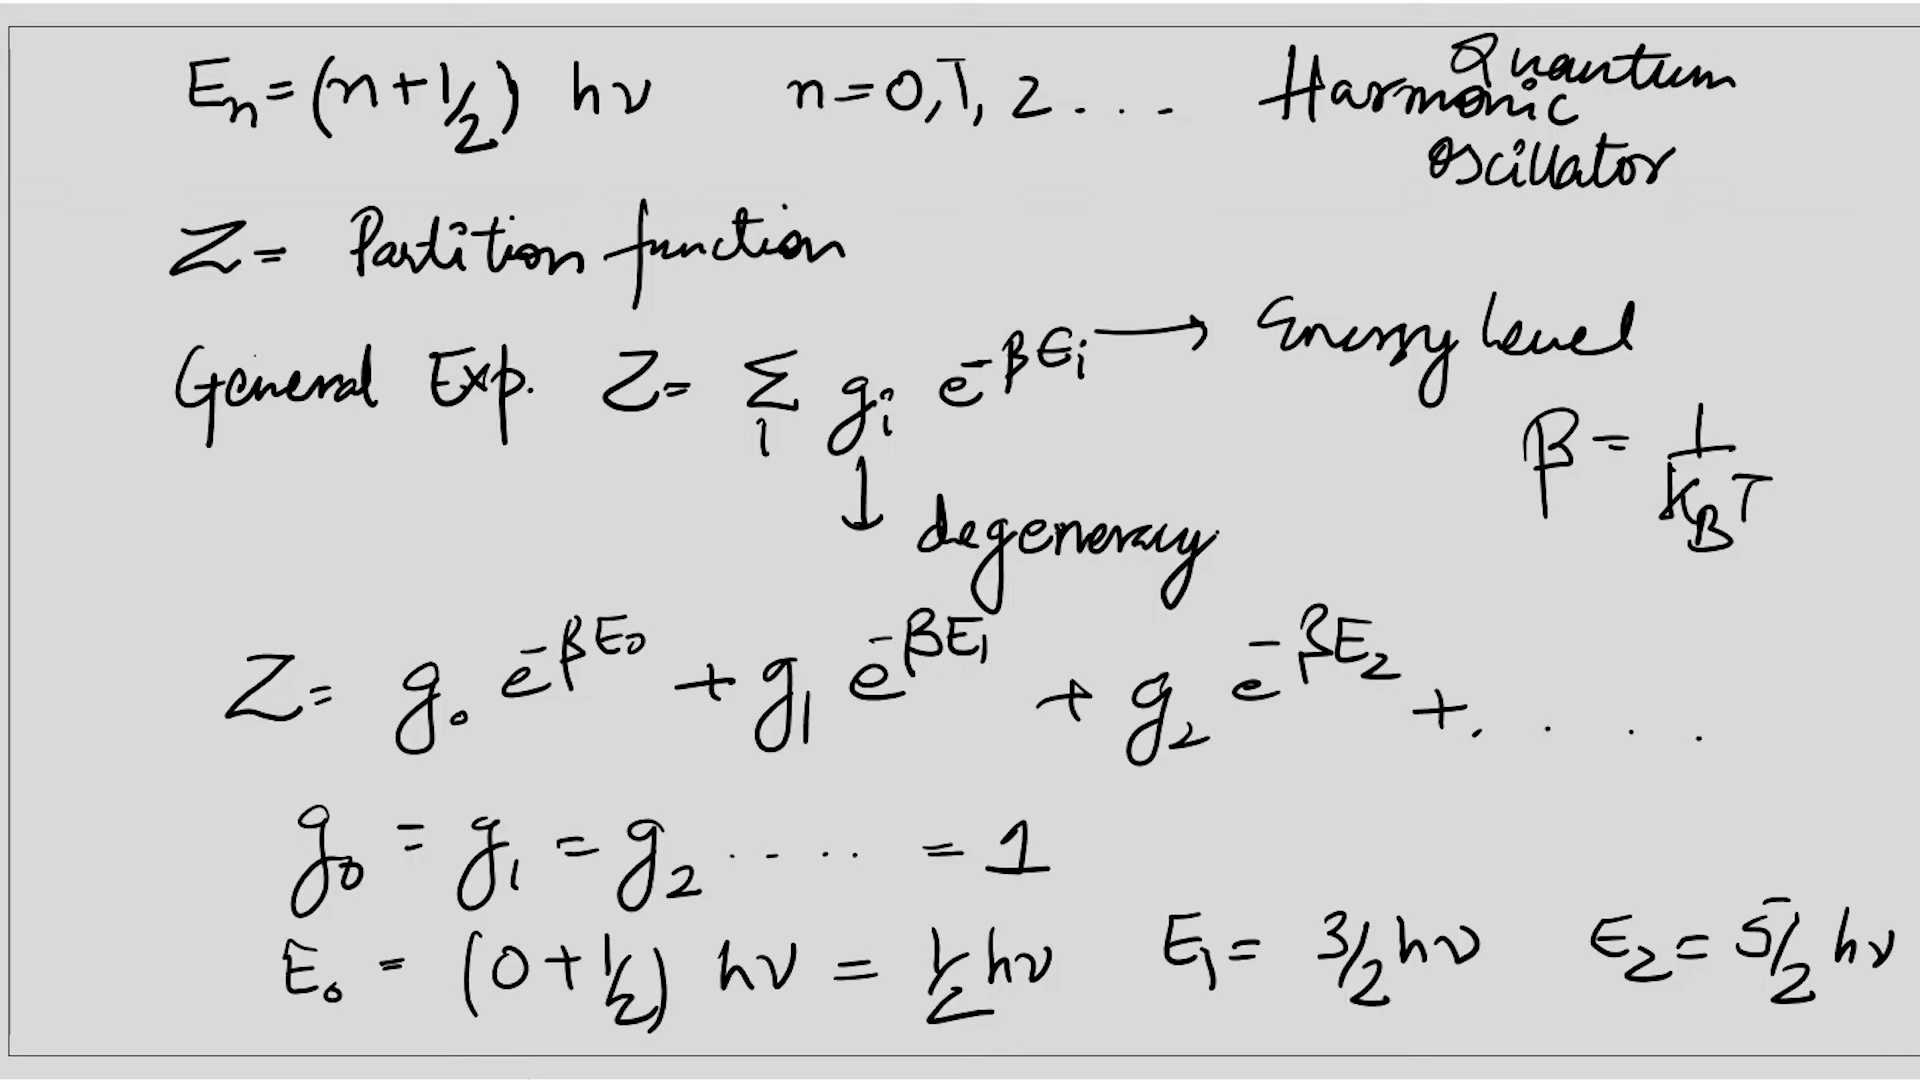 Eₙ = (n + 1/2) hν n = 0, 1, 2 . . . Quantum Harmonic Oscillator
Z = Partition function
General Exp. Z = Σᵢ gᵢ e^(-βEᵢ) → Energy level
β = 1/(K_B T)
↓ degeneracy
Z = g₀ e^(-βE₀) + g₁ e^(-βE₁) + g₂ e^(-βE₂) + . . . .
g₀ = g₁ = g₂ ..... = 1
E₀ = (0 + 1/2) hν = 1/2 hν E₁ = 3/2 hν E₂ = 5/2 hν